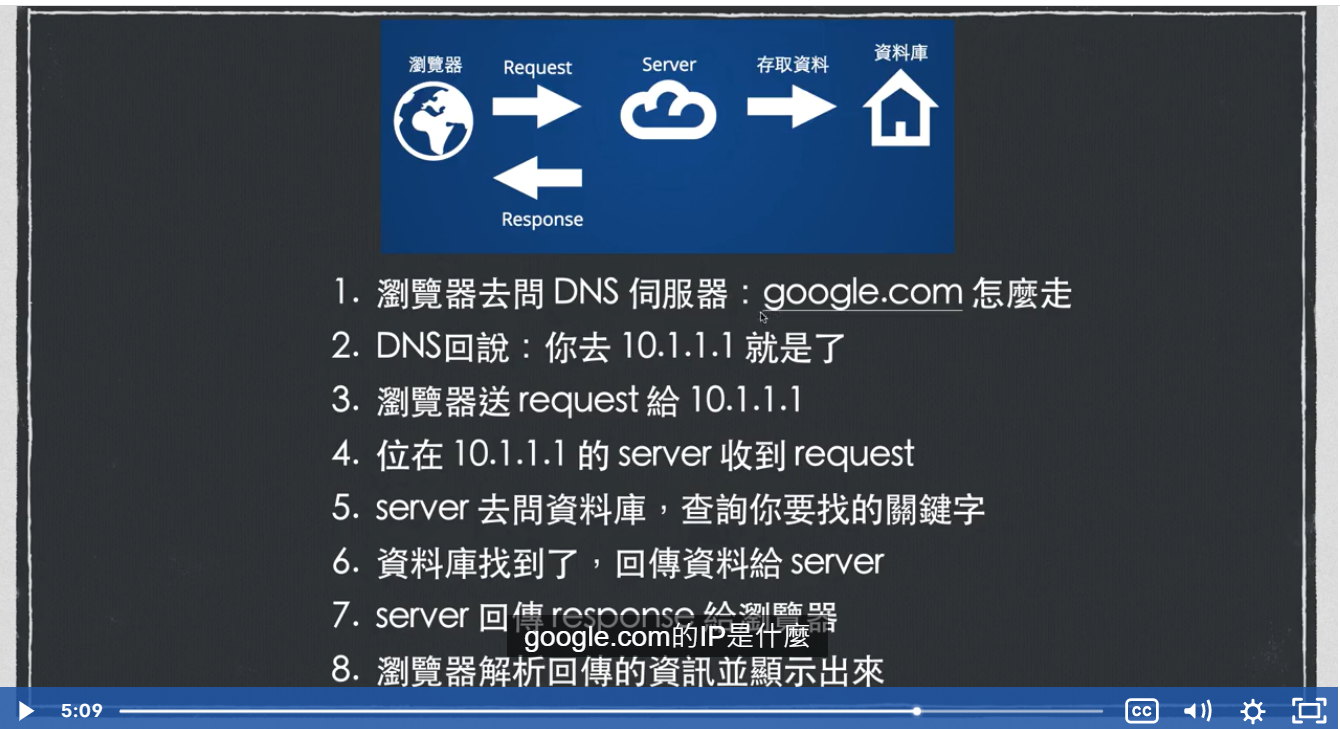 瀏覽器
Request
Server
存取資料
資料庫
Response
1. 瀏覽器去問 DNS 伺服器：google.com 怎麼走
2. DNS回說：你去 10.1.1.1 就是了
3. 瀏覽器送 request 給 10.1.1.1
4. 位在 10.1.1.1 的 server 收到 request
5. server 去問資料庫，查詢你要找的關鍵字
6. 資料庫找到了，回傳資料給 server
7. server 回傳 response 給瀏覽器
google.com的IP是什麼
8. 瀏覽器解析回傳的資訊並顯示出來
5:09
CC